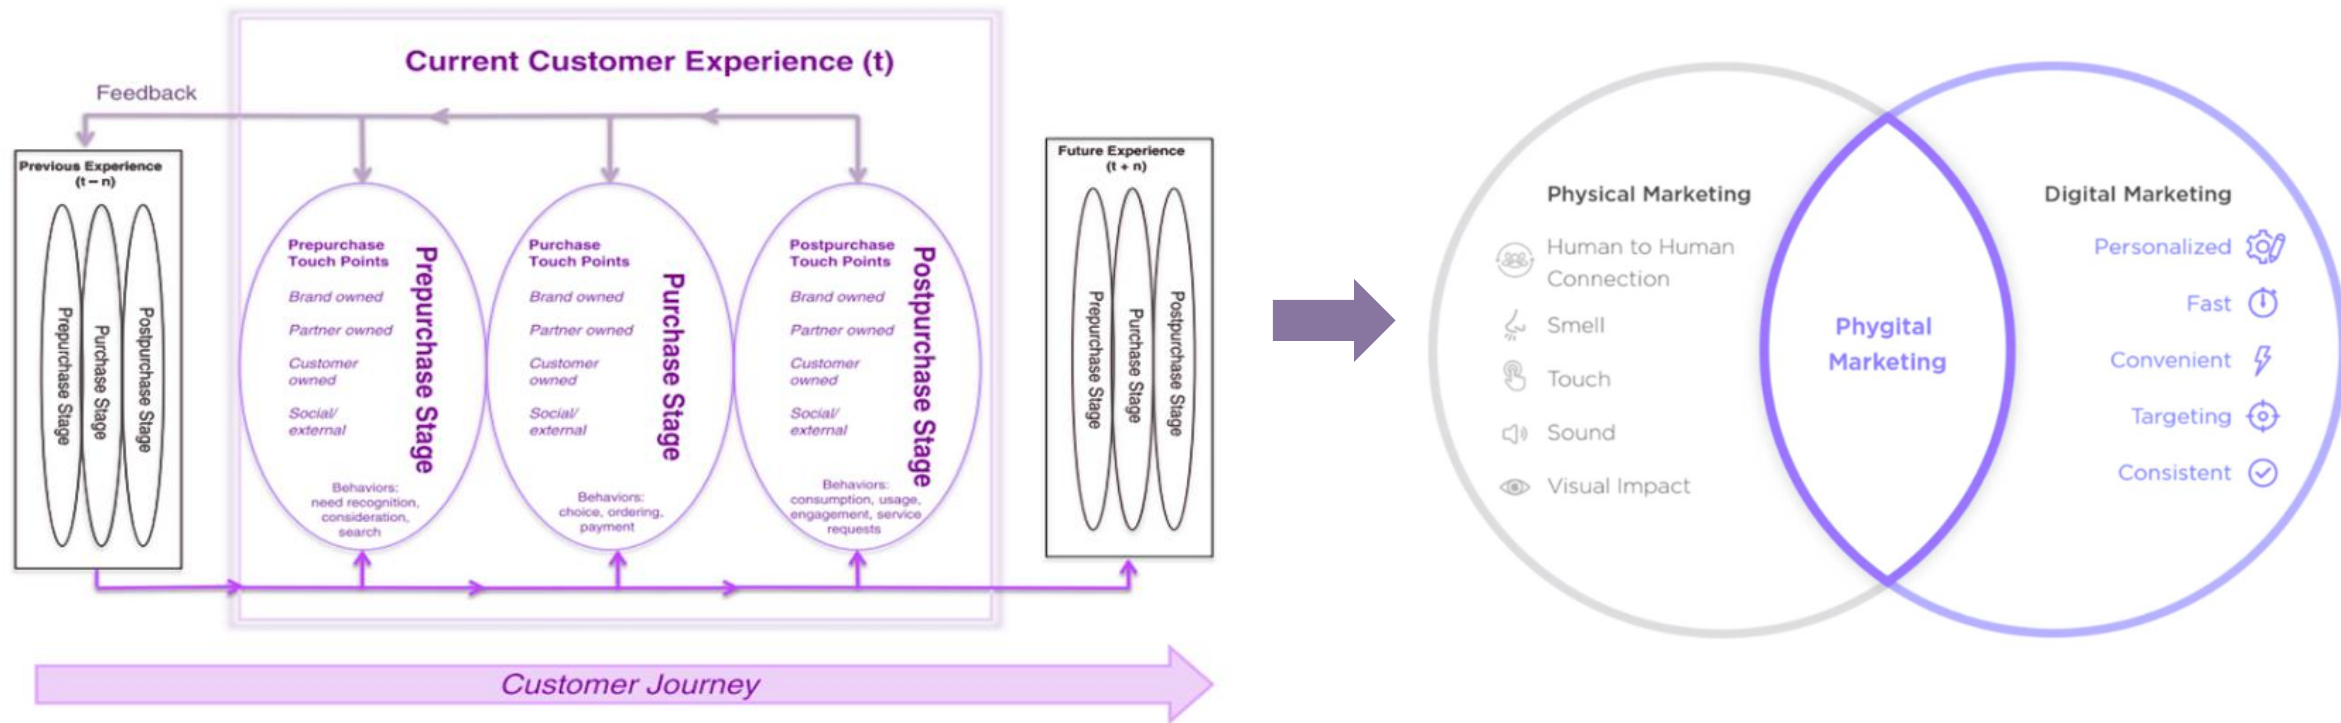 Current Customer Experience (t)
Feedback
Previous Experience
(t – n)
Prepurchase Stage
Purchase Stage
Postpurchase Stage
Prepurchase
Touch Points
Brand owned
Partner owned
Customer
owned
Social/
external
Prepurchase Stage
Behaviors:
need recognition,
consideration,
search
Purchase
Touch Points
Brand owned
Partner owned
Customer
owned
Social/
external
Purchase Stage
Behaviors:
choice, ordering,
payment
Postpurchase
Touch Points
Brand owned
Partner owned
Customer
owned
Social/
external
Postpurchase Stage
Behaviors:
consumption, usage,
engagement, service
requests
Future Experience
(t + n)
Prepurchase Stage
Purchase Stage
Postpurchase Stage
Customer Journey
Physical Marketing
Human to Human
Connection
Smell
Touch
Sound
Visual Impact
Phygital
Marketing
Digital Marketing
Personalized
Fast
Convenient
Targeting
Consistent